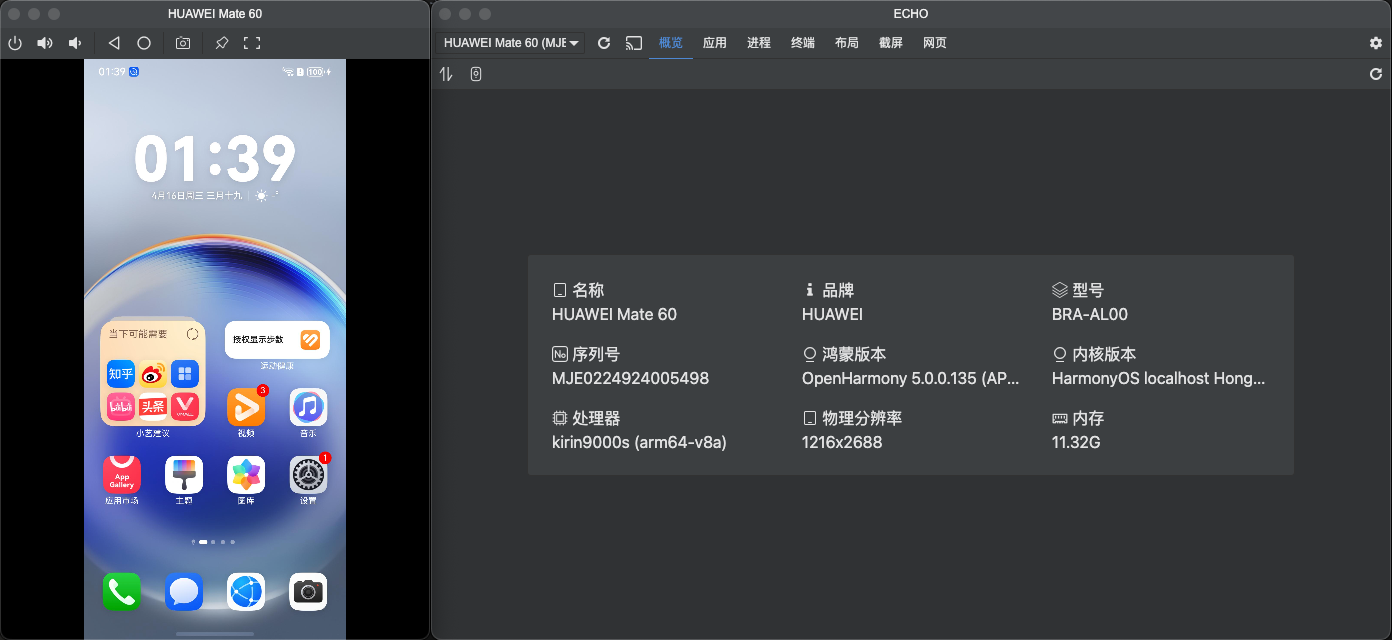 HUAWEI Mate 60
01:39
100
01:39
4月16日周三 三月十九
当下可能需要
知乎
bilibili
头条
VMALL
小艺建议
授权显示步数
运动健康
3
视频
音乐
App
Gallery
应用市场
主题
图库
1
设置
ECHO
HUAWEI Mate 60 (MJE
概览 应用 进程 终端 布局 截屏 网页
名称
HUAWEI Mate 60
品牌
HUAWEI
型号
BRA-AL00
No 序列号
MJE0224924005498
鸿蒙版本
OpenHarmony 5.0.0.135 (AP...
内核版本
HarmonyOS localhost Hong...
处理器
kirin9000s (arm64-v8a)
物理分辨率
1216x2688
内存
11.32G